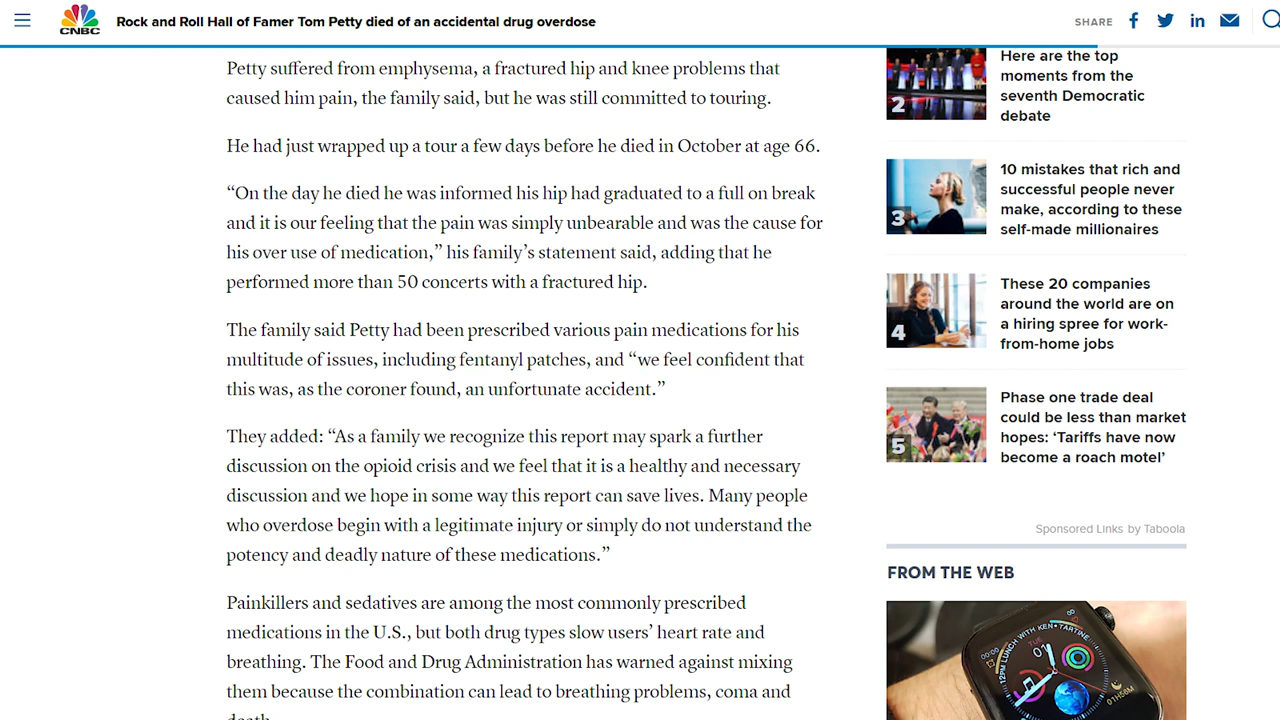 CNBC
Rock and Roll Hall of Famer Tom Petty died of an accidental drug overdose
SHARE
Petty suffered from emphysema, a fractured hip and knee problems that
caused him pain, the family said, but he was still committed to touring.
He had just wrapped up a tour a few days before he died in October at age 66.
“On the day he died he was informed his hip had graduated to a full on break
and it is our feeling that the pain was simply unbearable and was the cause for
his over use of medication,” his family’s statement said, adding that he
performed more than 50 concerts with a fractured hip.
The family said Petty had been prescribed various pain medications for his
multitude of issues, including fentanyl patches, and “we feel confident that
this was, as the coroner found, an unfortunate accident.”
They added: “As a family we recognize this report may spark a further
discussion on the opioid crisis and we feel that it is a healthy and necessary
discussion and we hope in some way this report can save lives. Many people
who overdose begin with a legitimate injury or simply do not understand the
potency and deadly nature of these medications.”
Painkillers and sedatives are among the most commonly prescribed
medications in the U.S., but both drug types slow users’ heart rate and
breathing. The Food and Drug Administration has warned against mixing
them because the combination can lead to breathing problems, coma and
death.
2
Here are the top
moments from the
seventh Democratic
debate
3
10 mistakes that rich and
successful people never
make, according to these
self-made millionaires
4
These 20 companies
around the world are on
a hiring spree for work-
from-home jobs
5
Phase one trade deal
could be less than market
hopes: ‘Tariffs have now
become a roach motel’
Sponsored Links by Taboola
FROM THE WEB
12PM LUNCH WITH KEN • TARTINE
00:00
TUE
01H56M